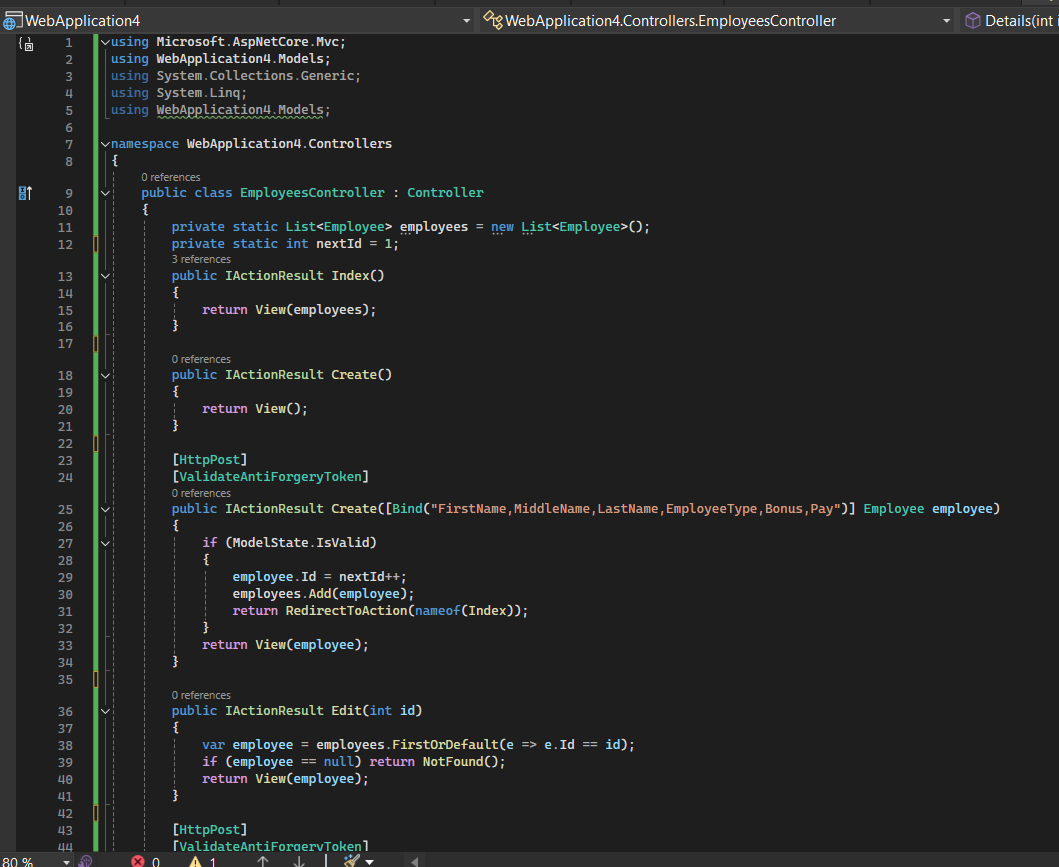 WebApplication4 WebApplication4.Controllers.EmployeesController Details(int i
1 using Microsoft.AspNetCore.Mvc;
2 using WebApplication4.Models;
3 using System.Collections.Generic;
4 using System.Linq;
5 using WebApplication4.Models;
6
7 namespace WebApplication4.Controllers
8 {
0 references
9 public class EmployeesController : Controller
10 {
11 private static List<Employee> employees = new List<Employee>();
12 private static int nextId = 1;
3 references
13 public IActionResult Index()
14 {
15 return View(employees);
16 }
17
0 references
18 public IActionResult Create()
19 {
20 return View();
21 }
22
23 [HttpPost]
24 [ValidateAntiForgeryToken]
0 references
25 public IActionResult Create([Bind("FirstName,MiddleName,LastName,EmployeeType,Bonus,Pay")] Employee employee)
26 {
27 if (ModelState.IsValid)
28 {
29 employee.Id = nextId++;
30 employees.Add(employee);
31 return RedirectToAction(nameof(Index));
32 }
33 return View(employee);
34 }
35
0 references
36 public IActionResult Edit(int id)
37 {
38 var employee = employees.FirstOrDefault(e => e.Id == id);
39 if (employee == null) return NotFound();
40 return View(employee);
41 }
42
43 [HttpPost]
44 [ValidateAntiForgeryToken]
80 % 0 1